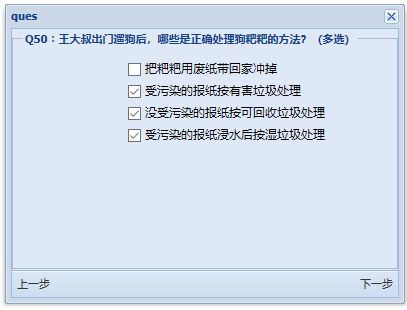 ques
Q50：王大叔出门遛狗后，哪些是正确处理狗粑粑的方法？ (多选)
把粑粑用废纸带回家冲掉
受污染的报纸按有害垃圾处理
没受污染的报纸按可回收垃圾处理
受污染的报纸浸水后按湿垃圾处理
上一步
下一步